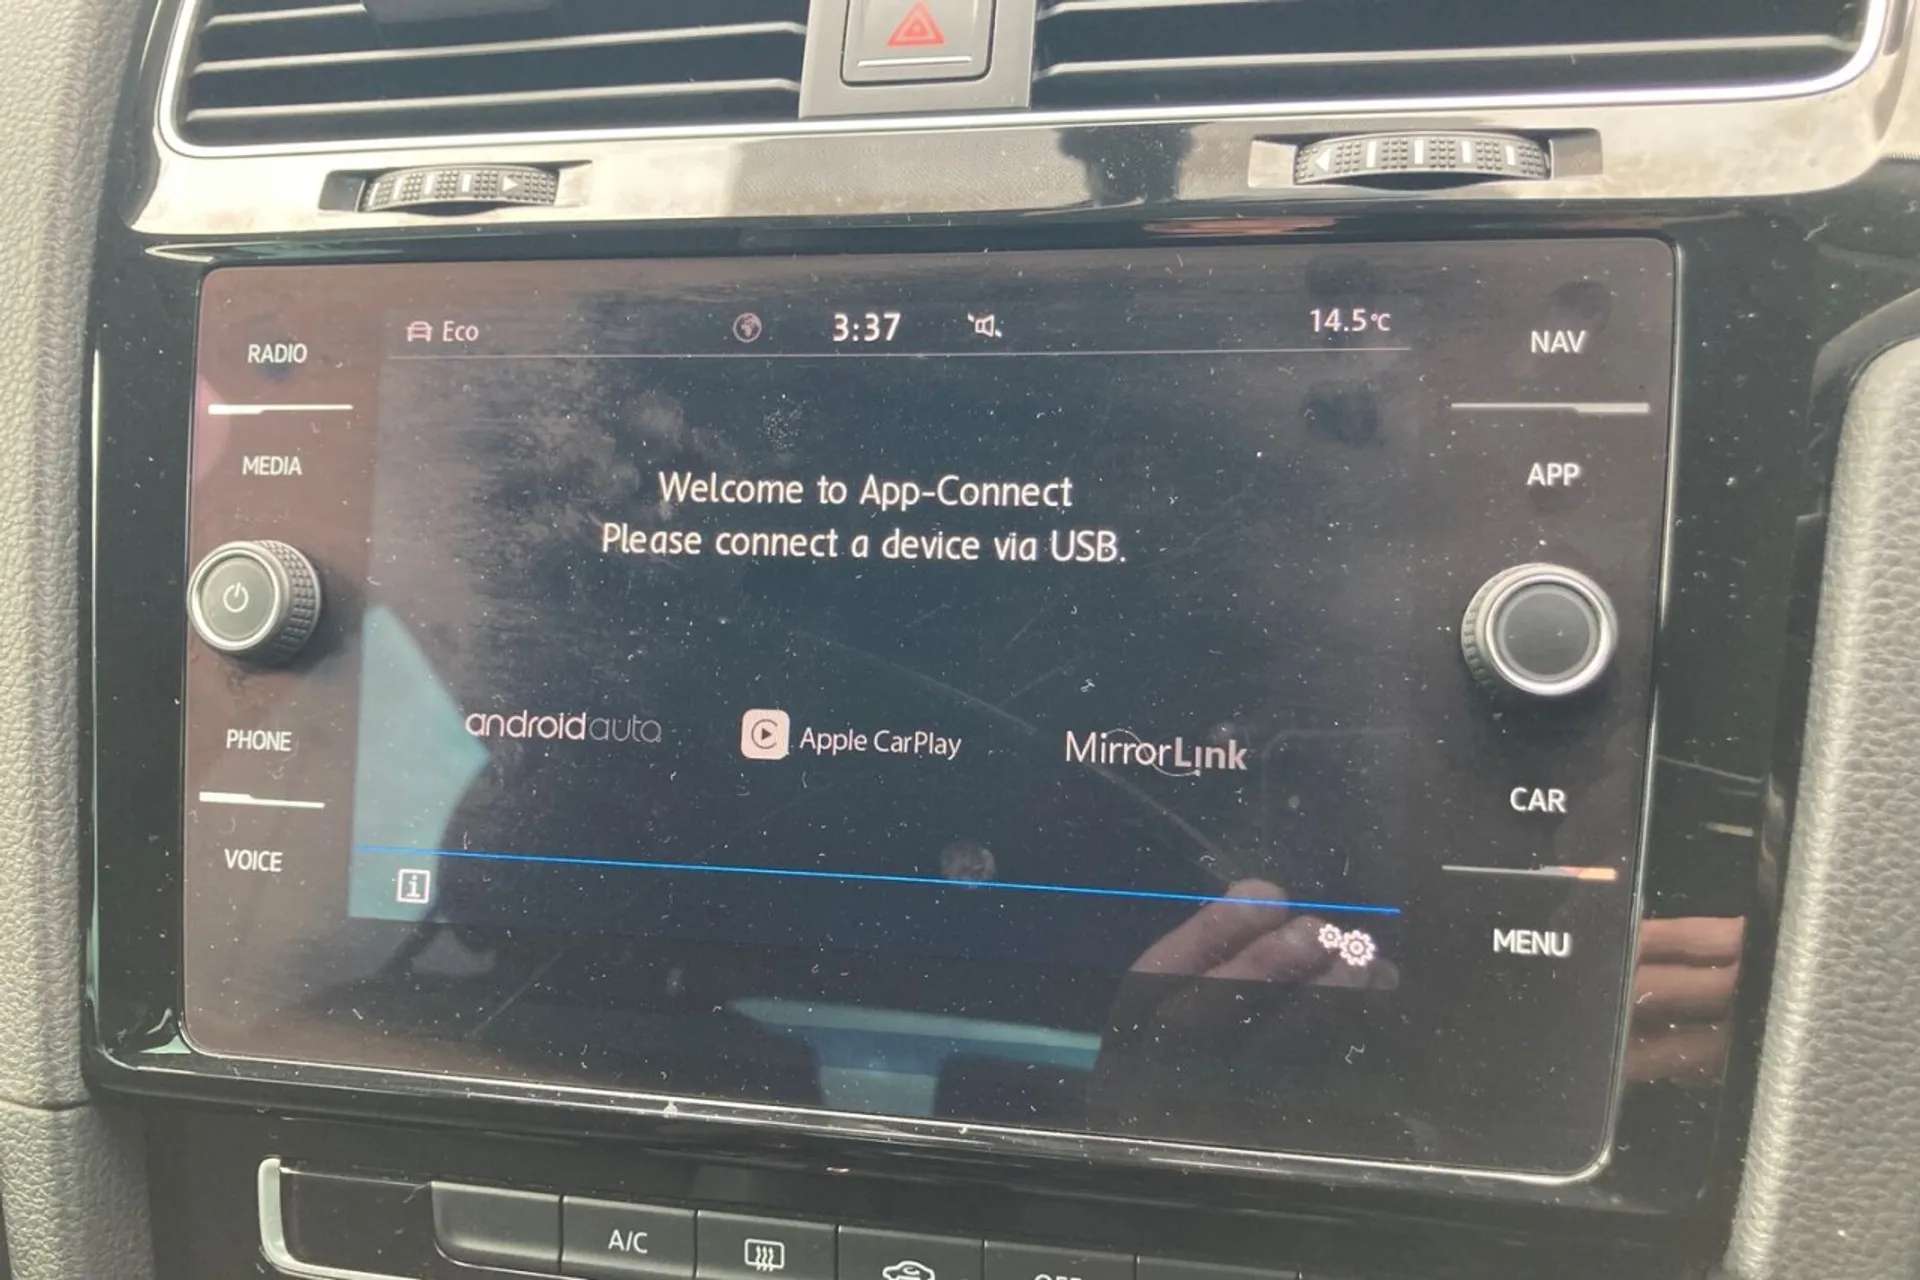 Eco
3:37
14.5°C
RADIO
MEDIA
PHONE
VOICE
Welcome to App-Connect
Please connect a device via USB.
androidauto
Apple CarPlay
MirrorLink
i
NAV
APP
CAR
MENU
A/C